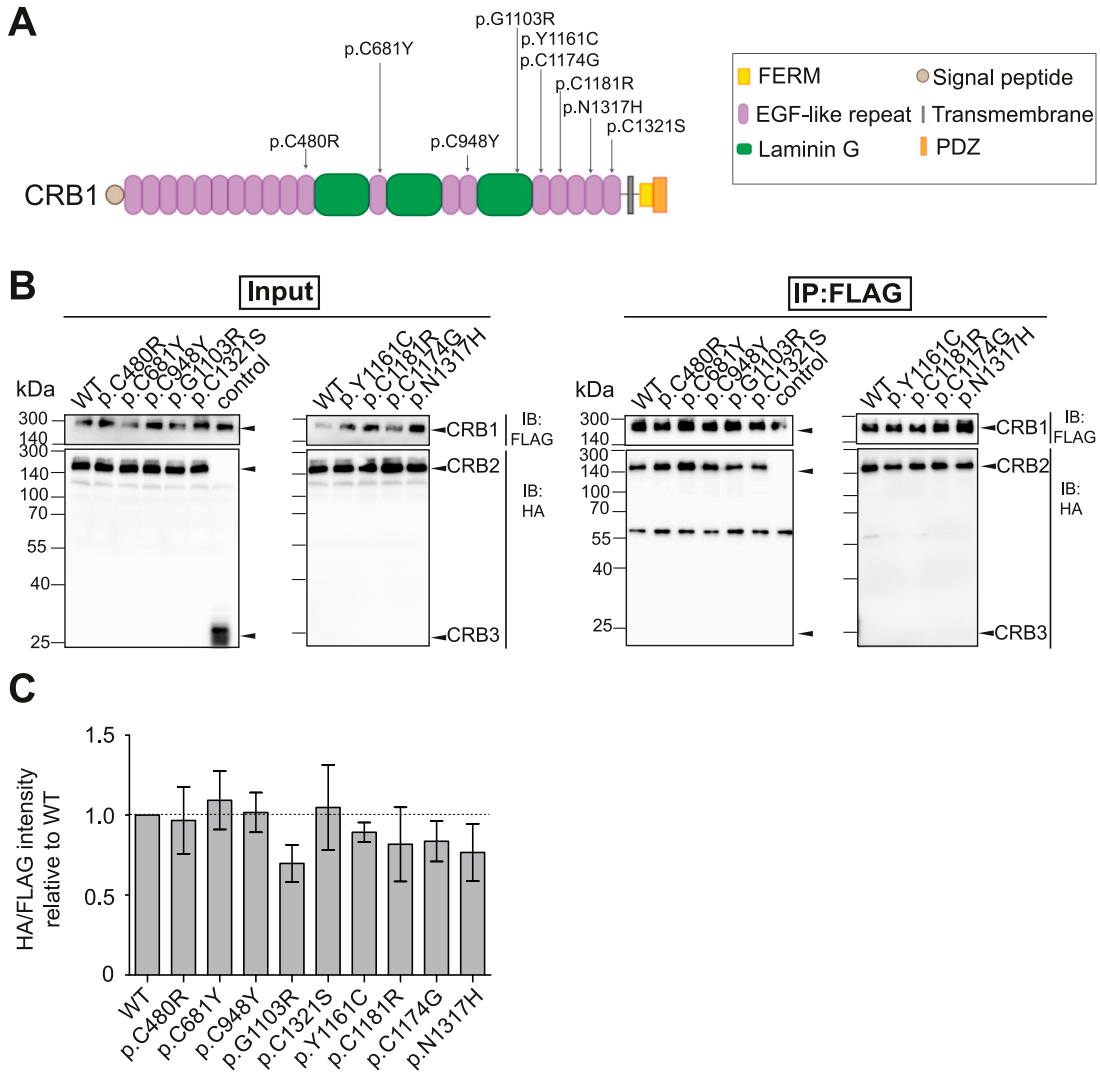 A
p.G1103R
p.Y1161C
p.C681Y
p.C1174G
p.C1181R
p.N1317H
p.C480R
p.C948Y
p.C1321S
CRB1
FERM
Signal peptide
EGF-like repeat
Transmembrane
Laminin G
PDZ
B
Input
IP:FLAG
kDa
WT
p.C480R
p.C681Y
p.C948Y
p.G1103R
p.C1321S
control
WT
p.Y1161C
p.C1181R
p.C1174G
p.N1317H
300
140
CRB1
IB:
FLAG
300
140
100
70
55
40
25
CRB2
IB:
HA
CRB3
kDa
WT
p.C480R
p.C681Y
p.C948Y
p.G1103R
p.C1321S
control
WT
p.Y1161C
p.C1181R
p.C1174G
p.N1317H
300
140
CRB1
IB:
FLAG
300
140
100
70
55
40
25
CRB2
IB:
HA
CRB3
C
HA/FLAG intensity
relative to WT
1.5
1.0
0.5
0
WT
p.C480R
p.C681Y
p.C948Y
p.G1103R
p.C1321S
p.Y1161C
p.C1181R
p.C1174G
p.N1317H